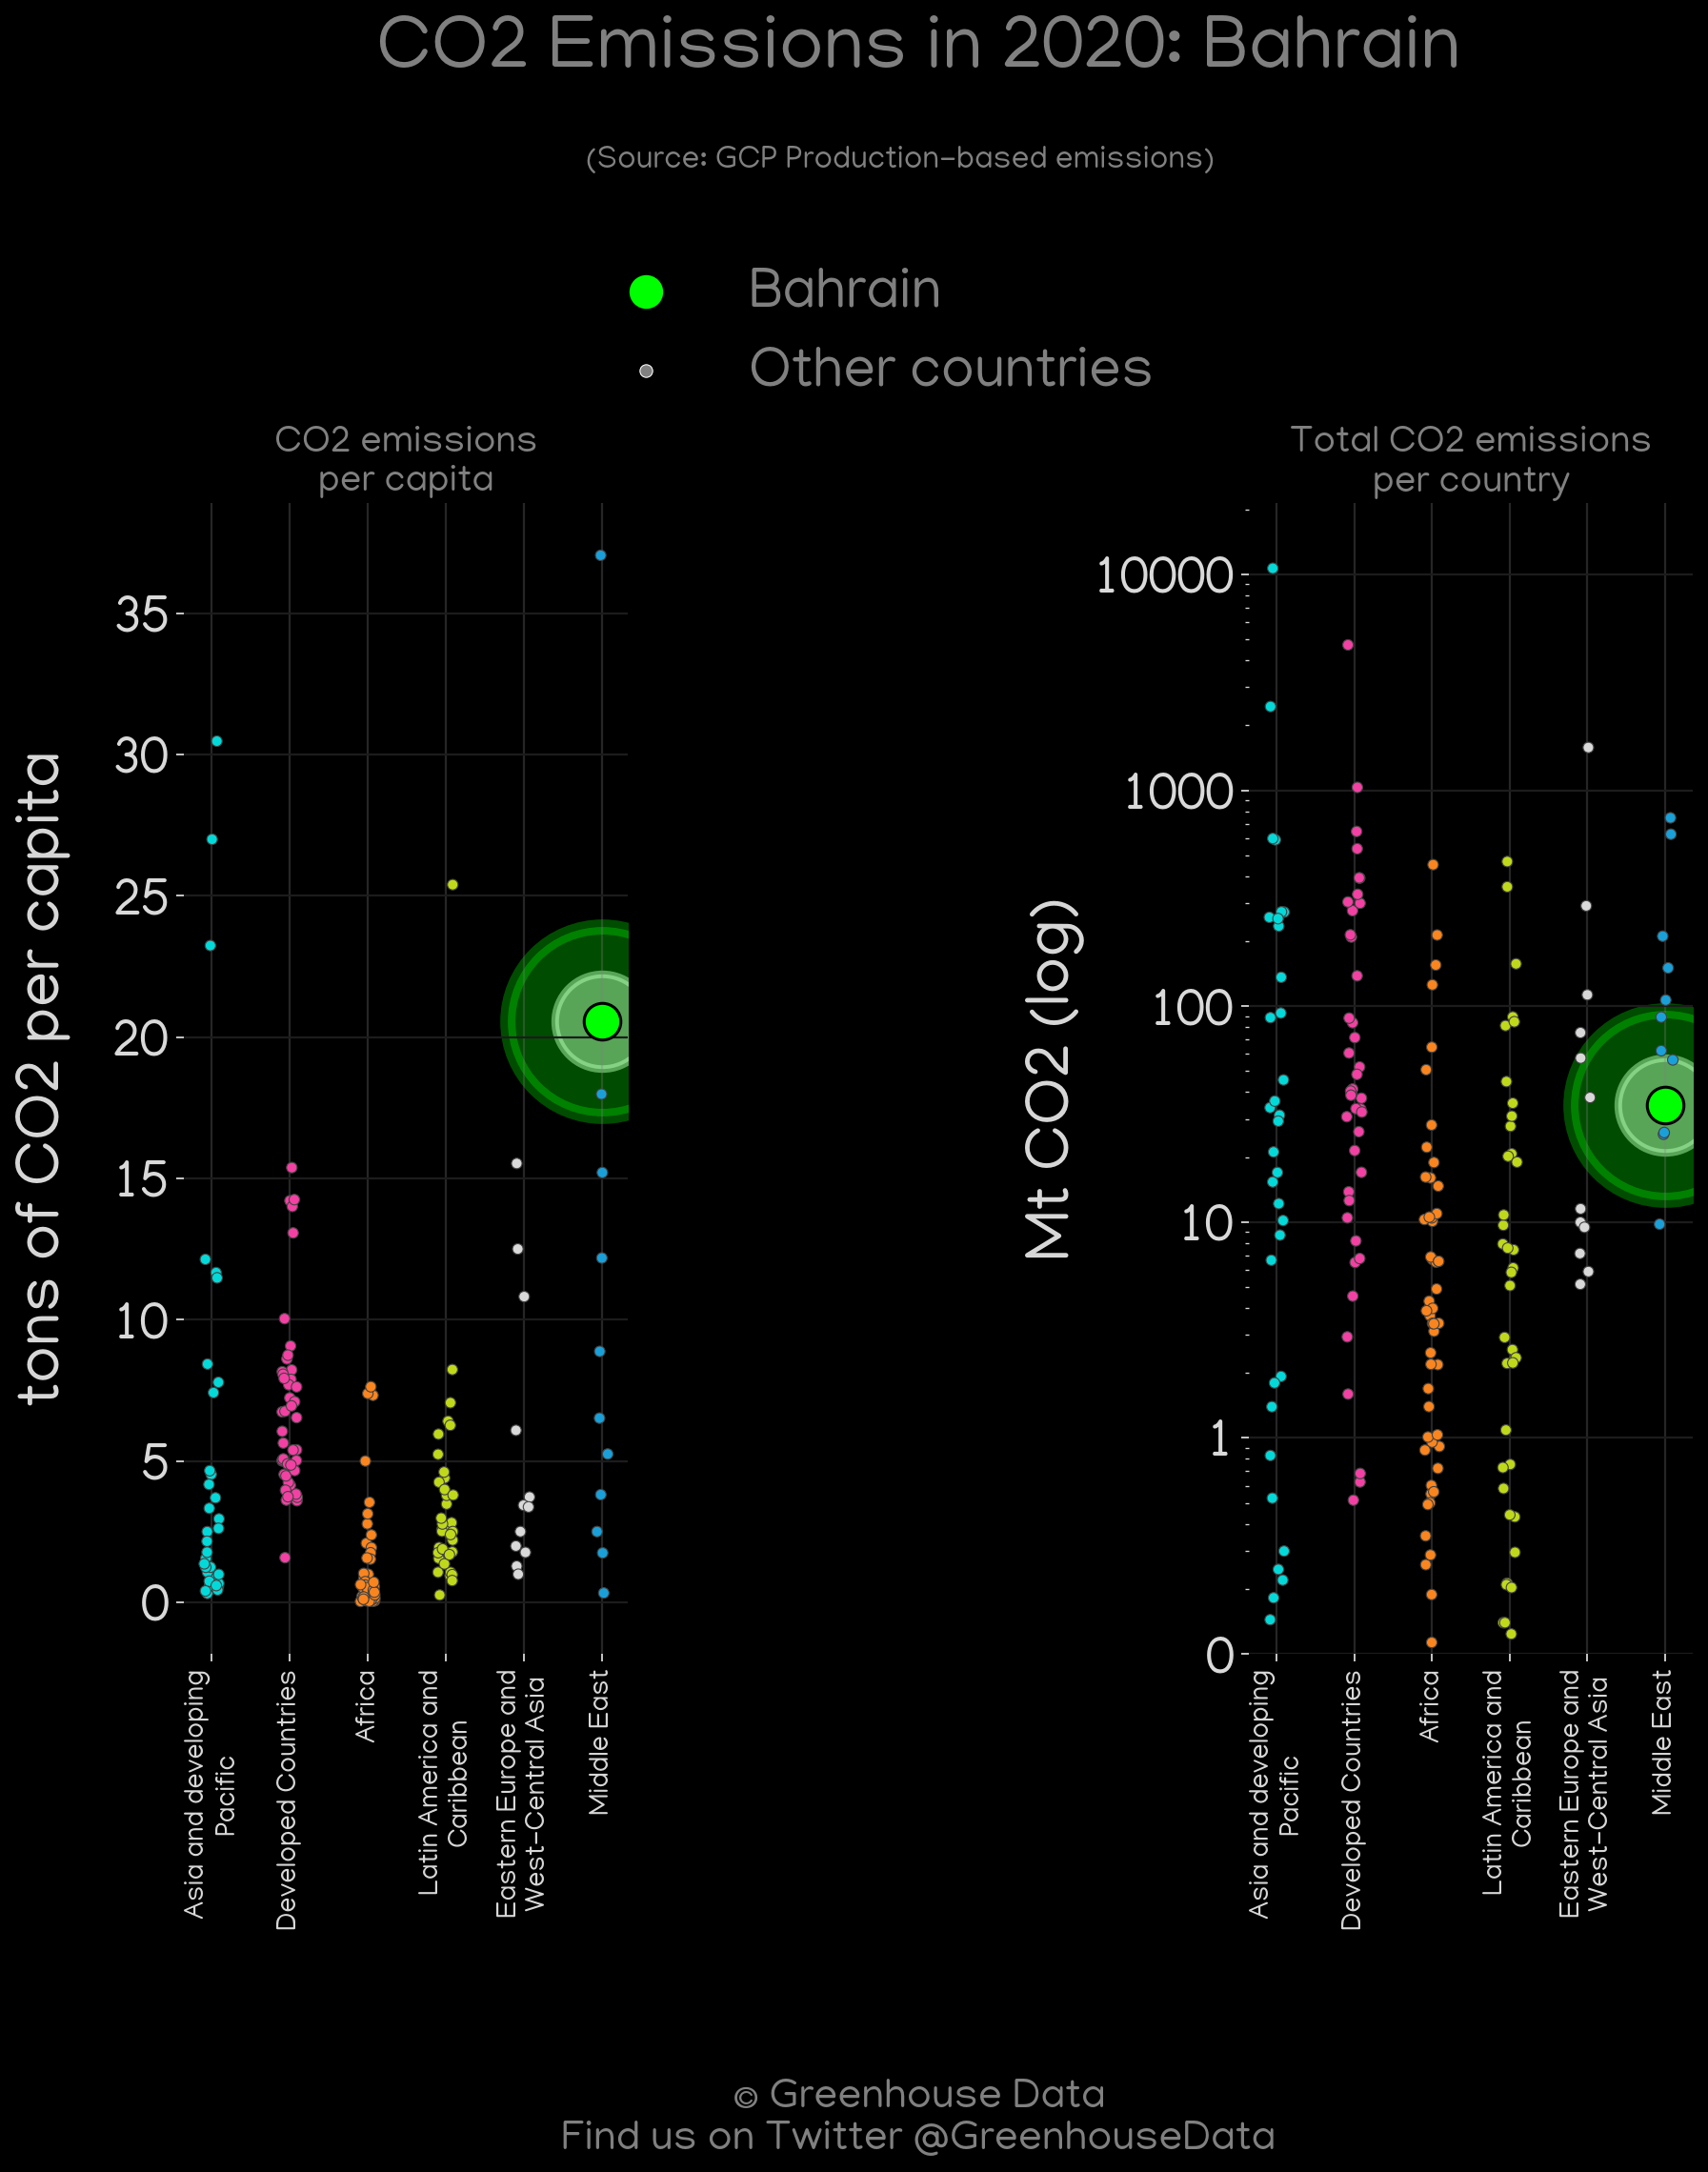 CO2 Emissions in 2020: Bahrain
(Source: GCP Production-based emissions)
Bahrain
Other countries
CO2 emissions
per capita
tons of CO2 per capita
35
30
25
20
15
10
5
0
Asia and developing
Pacific
Developed Countries
Africa
Latin America and
Caribbean
Eastern Europe and
West-Central Asia
Middle East
Total CO2 emissions
per country
Mt CO2 (log)
10000
1000
100
10
1
0
Asia and developing
Pacific
Developed Countries
Africa
Latin America and
Caribbean
Eastern Europe and
West-Central Asia
Middle East
© Greenhouse Data
Find us on Twitter @GreenhouseData